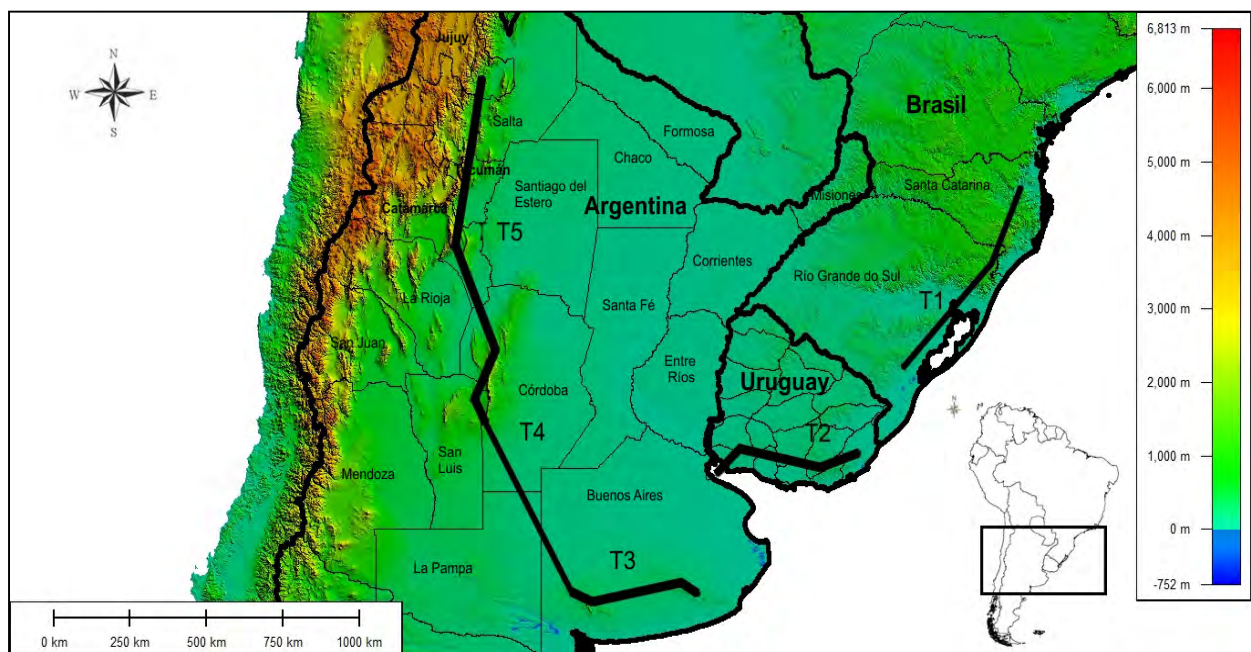 N
W E
S
Jujuy
Salta
Tucumán
Catamarca
Santiago del
Estero
Formosa
Chaco
Argentina
Misiones
Corrientes
Brasil
Santa Catarina
Río Grande do Sul
T1
T5
La Rioja
San Juan
Santa Fé
Entre
Ríos
Córdoba
Uruguay
T2
T4
Mendoza
San
Luis
Buenos Aires
T3
La Pampa
0 km 250 km 500 km 750 km 1000 km
6,813 m
6,000 m
5,000 m
4,000 m
3,000 m
2,000 m
1,000 m
0 m
-752 m
N